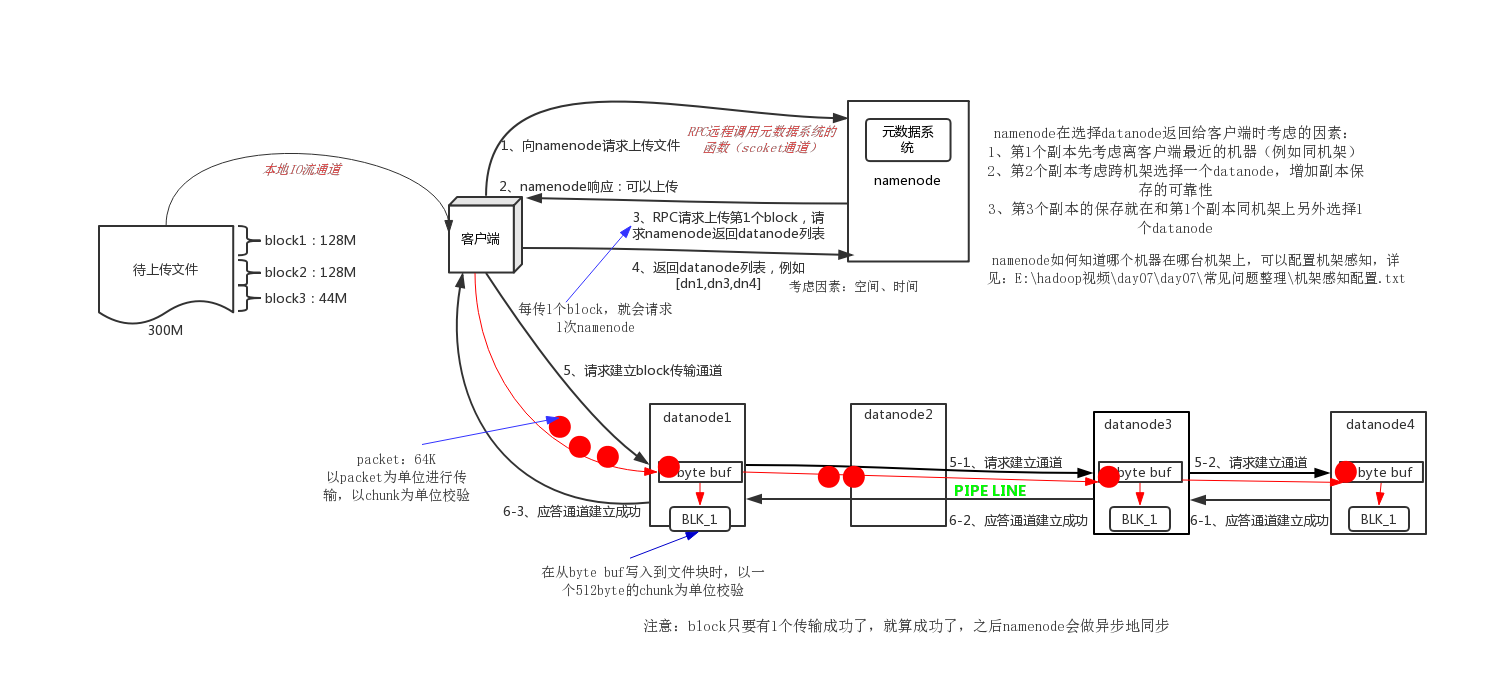 1、向namenode请求上传文件
RPC远程调用元数据系统的
函数（scoket通道）
元数据系
统
namenode
namenode在选择datanode返回给客户端时考虑的因素：
1、第1个副本先考虑离客户端最近的机器（例如同机架）
2、第2个副本考虑跨机架选择一个datanode，增加副本保
存的可靠性
3、第3个副本的保存就在和第1个副本同机架上另外选择1
个datanode
namenode如何知道哪个机器在哪台机架上，可以配置机架感知，详
见：E:\hadoop视频\day07\day07\常见问题整理\机架感知配置.txt
本地IO流通道
2、namenode响应：可以上传
3、RPC请求上传第1个block，请
求namenode返回datanode列表
客户端
待上传文件
block1：128M
block2：128M
block3：44M
300M
4、返回datanode列表，例如
[dn1,dn3,dn4]
考虑因素：空间、时间
每传1个block，就会请求
1次namenode
5、请求建立block传输通道
datanode1
datanode2
datanode3
datanode4
packet：64K
以packet为单位进行传
输，以chunk为单位校验
byte buf
5-1、请求建立通道
byte buf
5-2、请求建立通道
byte buf
PIPE LINE
6-3、应答通道建立成功
BLK_1
6-2、应答通道建立成功
BLK_1
6-1、应答通道建立成功
BLK_1
在从byte buf写入到文件块时，以一
个512byte的chunk为单位校验
注意：block只要有1个传输成功了，就算成功了，之后namenode会做异步地同步